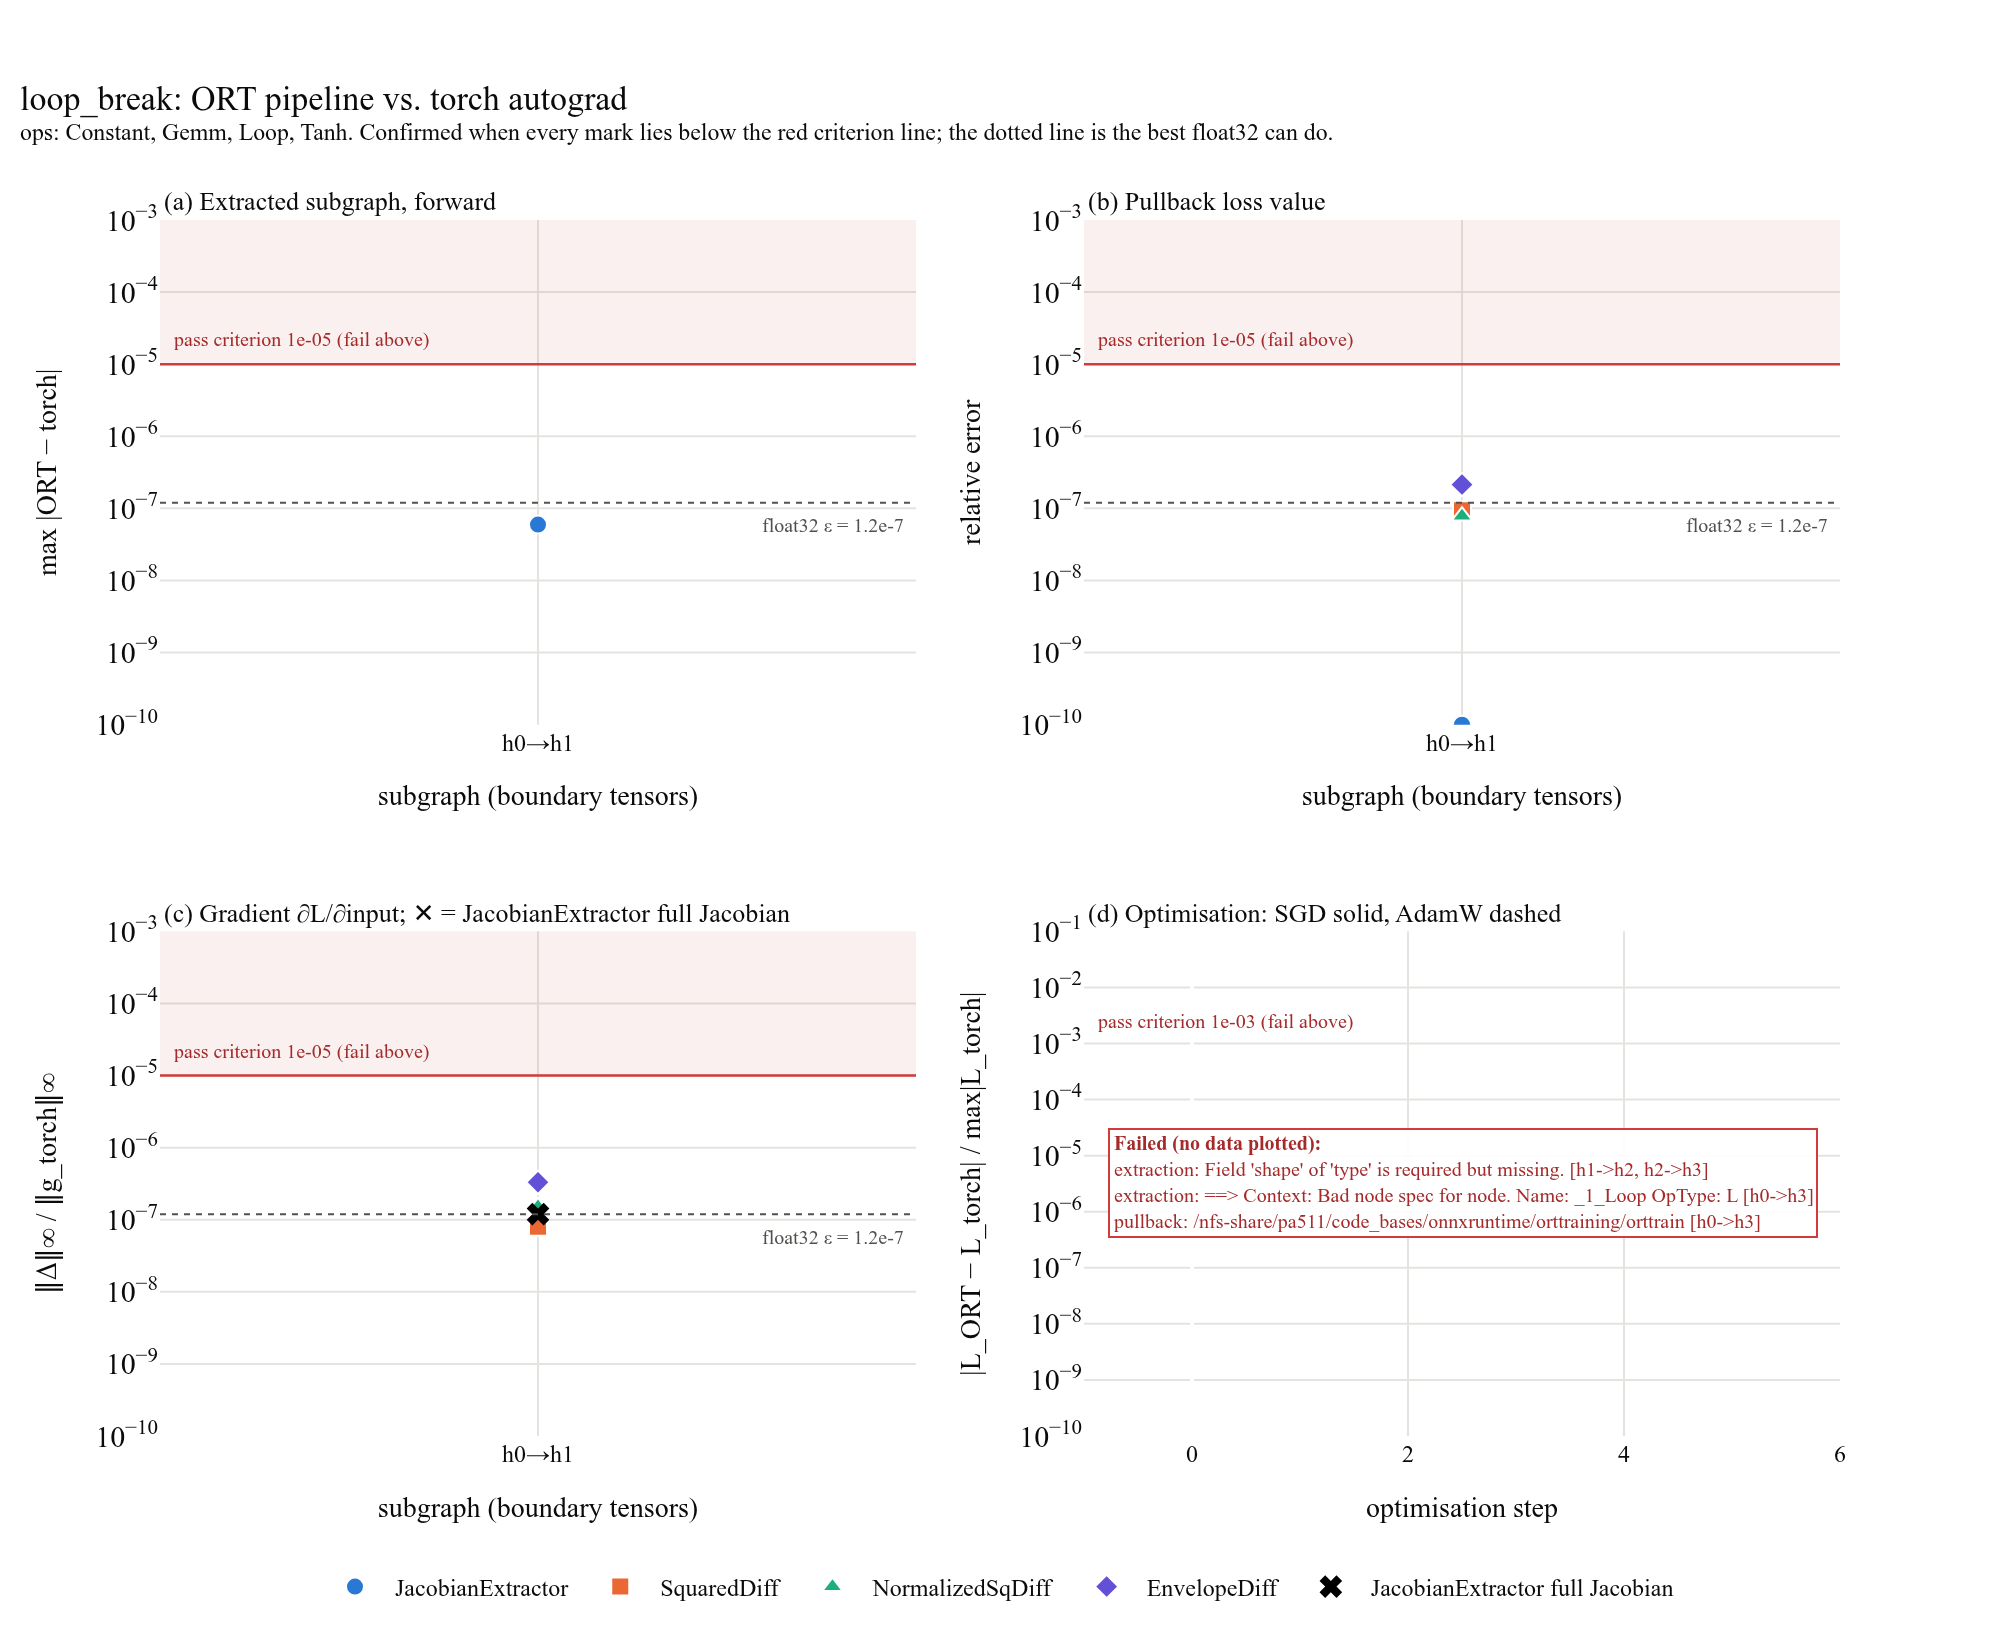 loop_break: ORT pipeline vs. torch autograd
ops: Constant, Gemm, Loop, Tanh. Confirmed when every mark lies below the red criterion line; the dotted line is the best float32 can do.
(a) Extracted subgraph, forward
10−3
10−4
10−5
10−6
10−7
10−8
10−9
10−10
pass criterion 1e-05 (fail above)
float32 ε = 1.2e-7
max |ORT − torch|
h0→h1
subgraph (boundary tensors)
(b) Pullback loss value
10−3
10−4
10−5
10−6
10−7
10−8
10−9
10−10
pass criterion 1e-05 (fail above)
float32 ε = 1.2e-7
relative error
h0→h1
subgraph (boundary tensors)
(c) Gradient ∂L/∂input; ✕ = JacobianExtractor full Jacobian
10−3
10−4
10−5
10−6
10−7
10−8
10−9
10−10
pass criterion 1e-05 (fail above)
float32 ε = 1.2e-7
‖Δ‖∞ / ‖g_torch‖∞
h0→h1
subgraph (boundary tensors)
(d) Optimisation: SGD solid, AdamW dashed
10−1
10−2
10−3
10−4
10−5
10−6
10−7
10−8
10−9
10−10
pass criterion 1e-03 (fail above)
Failed (no data plotted):
extraction: Field 'shape' of 'type' is required but missing. [h1->h2, h2->h3]
extraction: ==> Context: Bad node spec for node. Name: _1_Loop OpType: L [h0->h3]
pullback: /nfs-share/pa511/code_bases/onnxruntime/orttraining/orttrain [h0->h3]
|L_ORT − L_torch| / max|L_torch|
0 2 4 6
optimisation step
JacobianExtractor SquaredDiff NormalizedSqDiff EnvelopeDiff JacobianExtractor full Jacobian